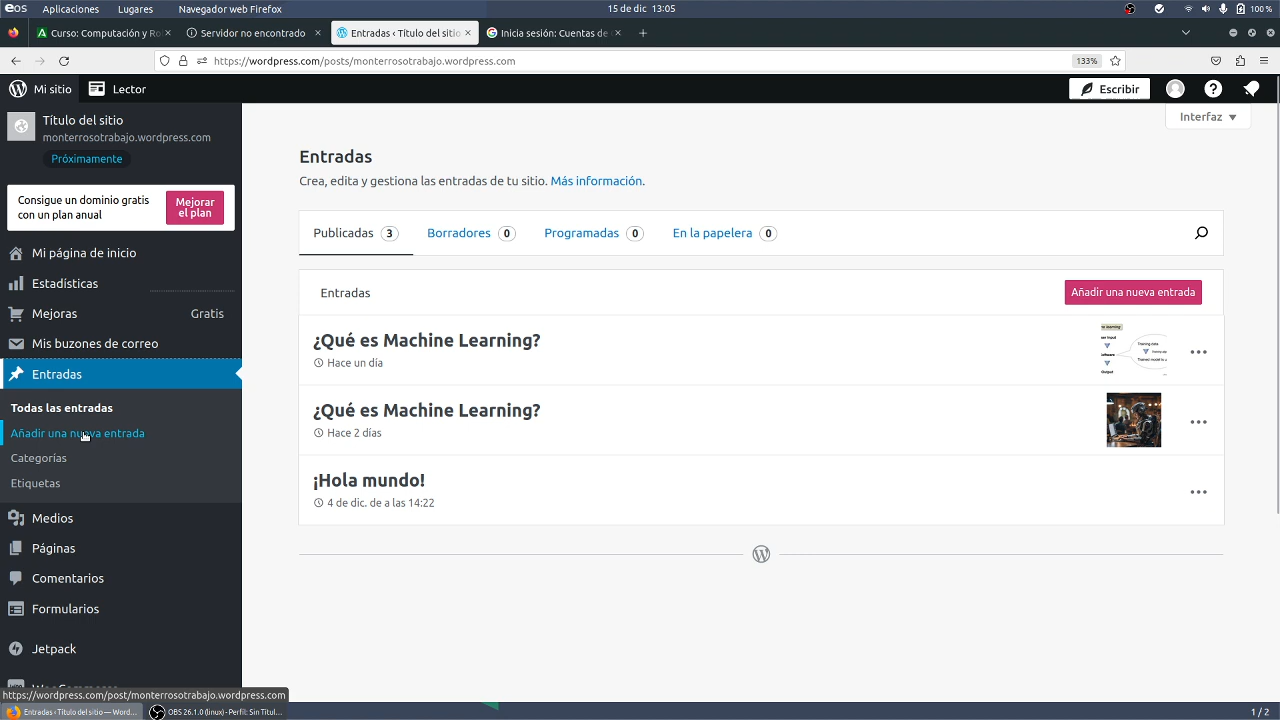 eos Aplicaciones Lugares Navegador web Firefox 15 de dic 13:05 100 %
Curso: Computación y Ro Servidor no encontrado Entradas ‹ Título del sitio Inicia sesión: Cuentas de
https://wordpress.com/posts/monterrosotrabajo.wordpress.com 133%
Mi sitio Lector Escribir
Título del sitio
monterrosotrabajo.wordpress.com
Próximamente
Interfaz
Consigue un dominio gratis
con un plan anual
Mejorar
el plan
Mi página de inicio
Estadísticas
Mejoras Gratis
Mis buzones de correo
Entradas
Todas las entradas
Añadir una nueva entrada
Categorías
Etiquetas
Medios
Páginas
Comentarios
Formularios
Jetpack
Entradas
Crea, edita y gestiona las entradas de tu sitio. Más información.
Publicadas 3 Borradores 0 Programadas 0 En la papelera 0
Entradas Añadir una nueva entrada
¿Qué es Machine Learning?
Hace un día
¿Qué es Machine Learning?
Hace 2 días
¡Hola mundo!
4 de dic. de a las 14:22
https://wordpress.com/post/monterrosotrabajo.wordpress.com
Entradas ‹ Título del sitio — Word... OBS 26.1.0 (linux) - Perfil: Sin Títul... 1 / 2